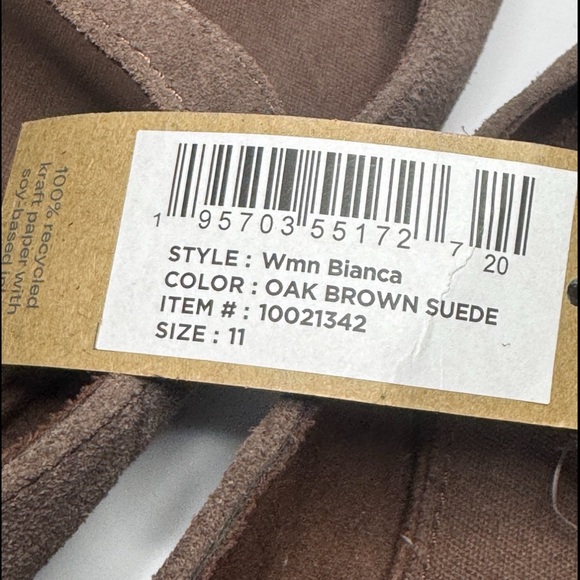 100% recycled
kraft paper with
soy-based
1 95703 55172 7 20
STYLE : Wmn Bianca
COLOR : OAK BROWN SUEDE
ITEM # : 10021342
SIZE : 11